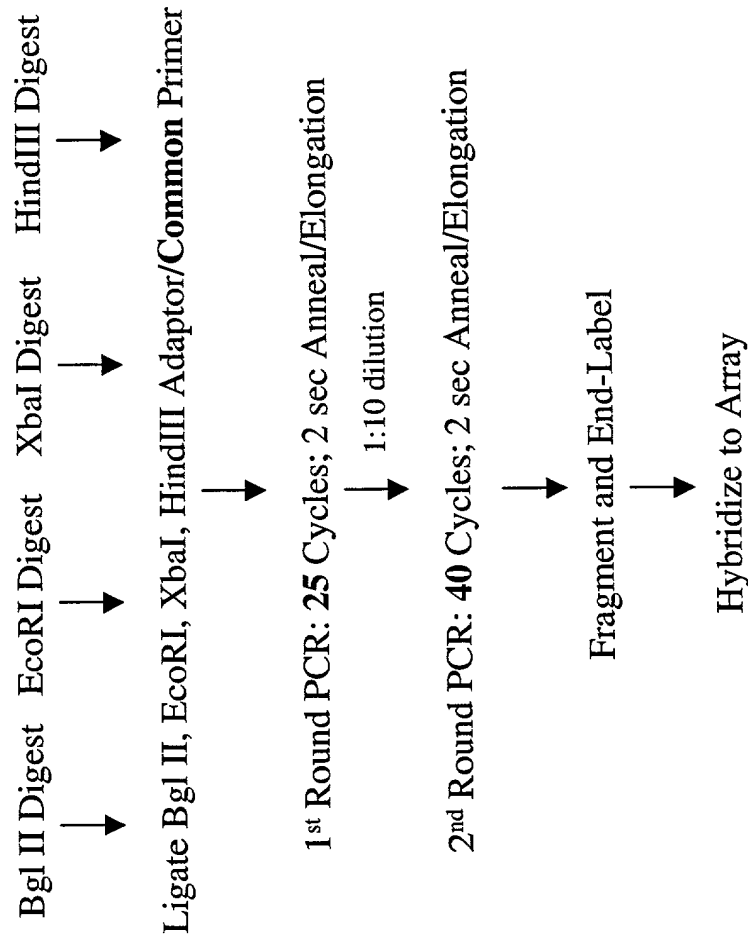 Bgl II Digest EcoRI Digest XbaI Digest HindIII Digest
Ligate Bgl II, EcoRI, XbaI, HindIII Adaptor/Common Primer
1st Round PCR: 25 Cycles; 2 sec Anneal/Elongation
1:10 dilution
2nd Round PCR: 40 Cycles; 2 sec Anneal/Elongation
Fragment and End-Label
Hybridize to Array